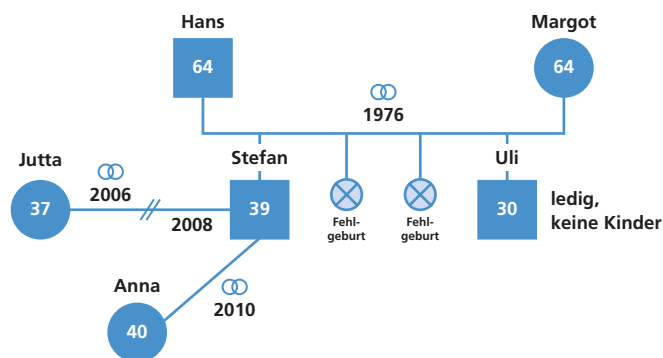 Hans
Margot
64
64
1976
Jutta
2006
Stefan
Uli
37
2008
39
Fehl-
geburt
Fehl-
geburt
30
ledig,
keine Kinder
Anna
2010
40